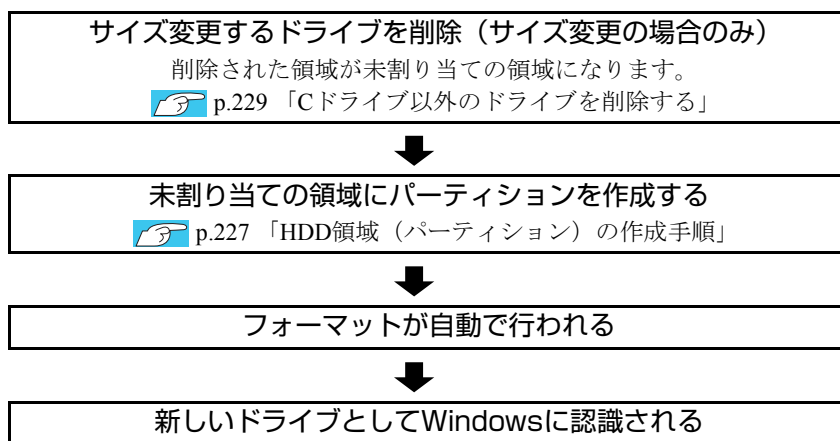 サイズ変更するドライブを削除（サイズ変更の場合のみ）
削除された領域が未割り当ての領域になります。
p.229 「Cドライブ以外のドライブを削除する」
未割り当ての領域にパーティションを作成する
p.227 「HDD領域（パーティション）の作成手順」
フォーマットが自動で行われる
新しいドライブとしてWindowsに認識される